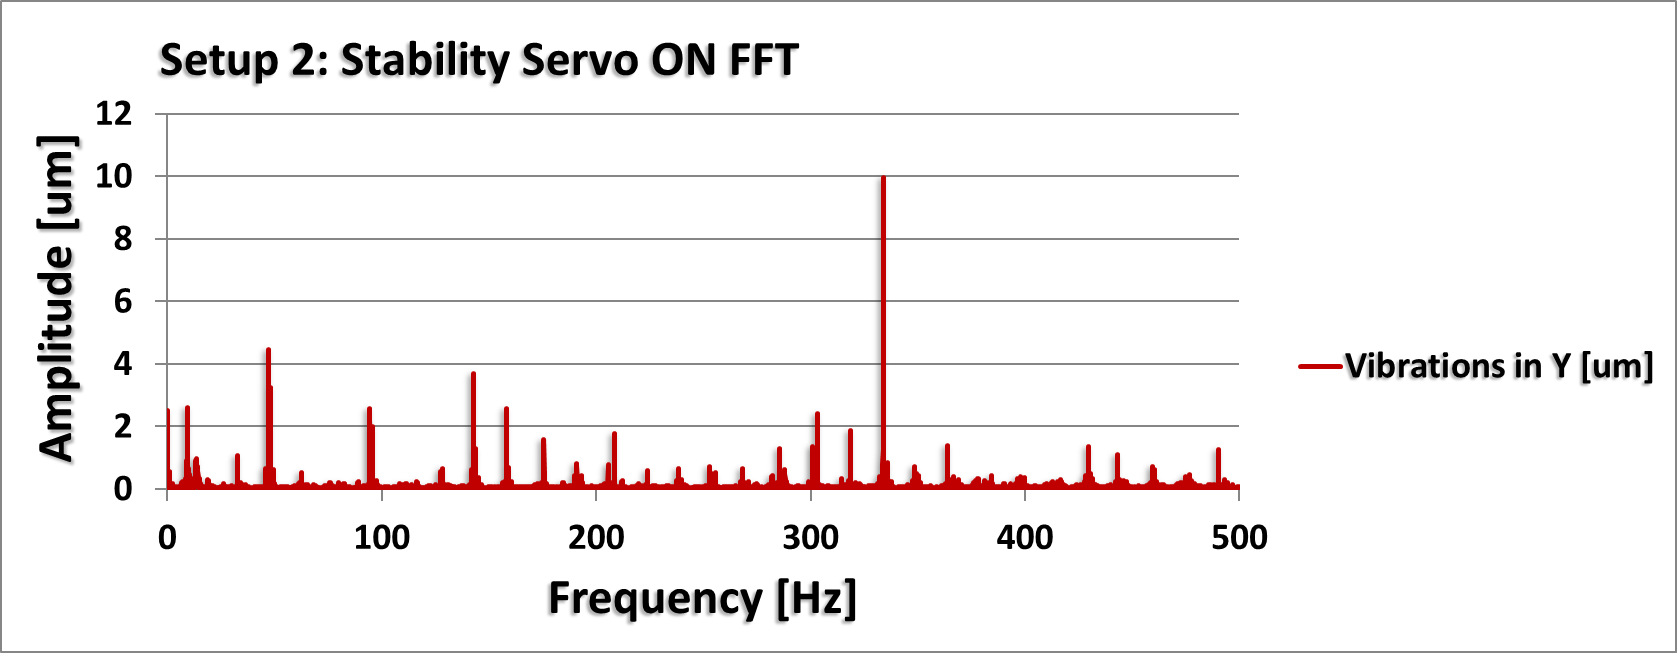 Setup 2: Stability Servo ON FFT
12
10
8
6
4
2
0
Amplitude [um]
0 100 200 300 400 500
Frequency [Hz]
Vibrations in Y [um]